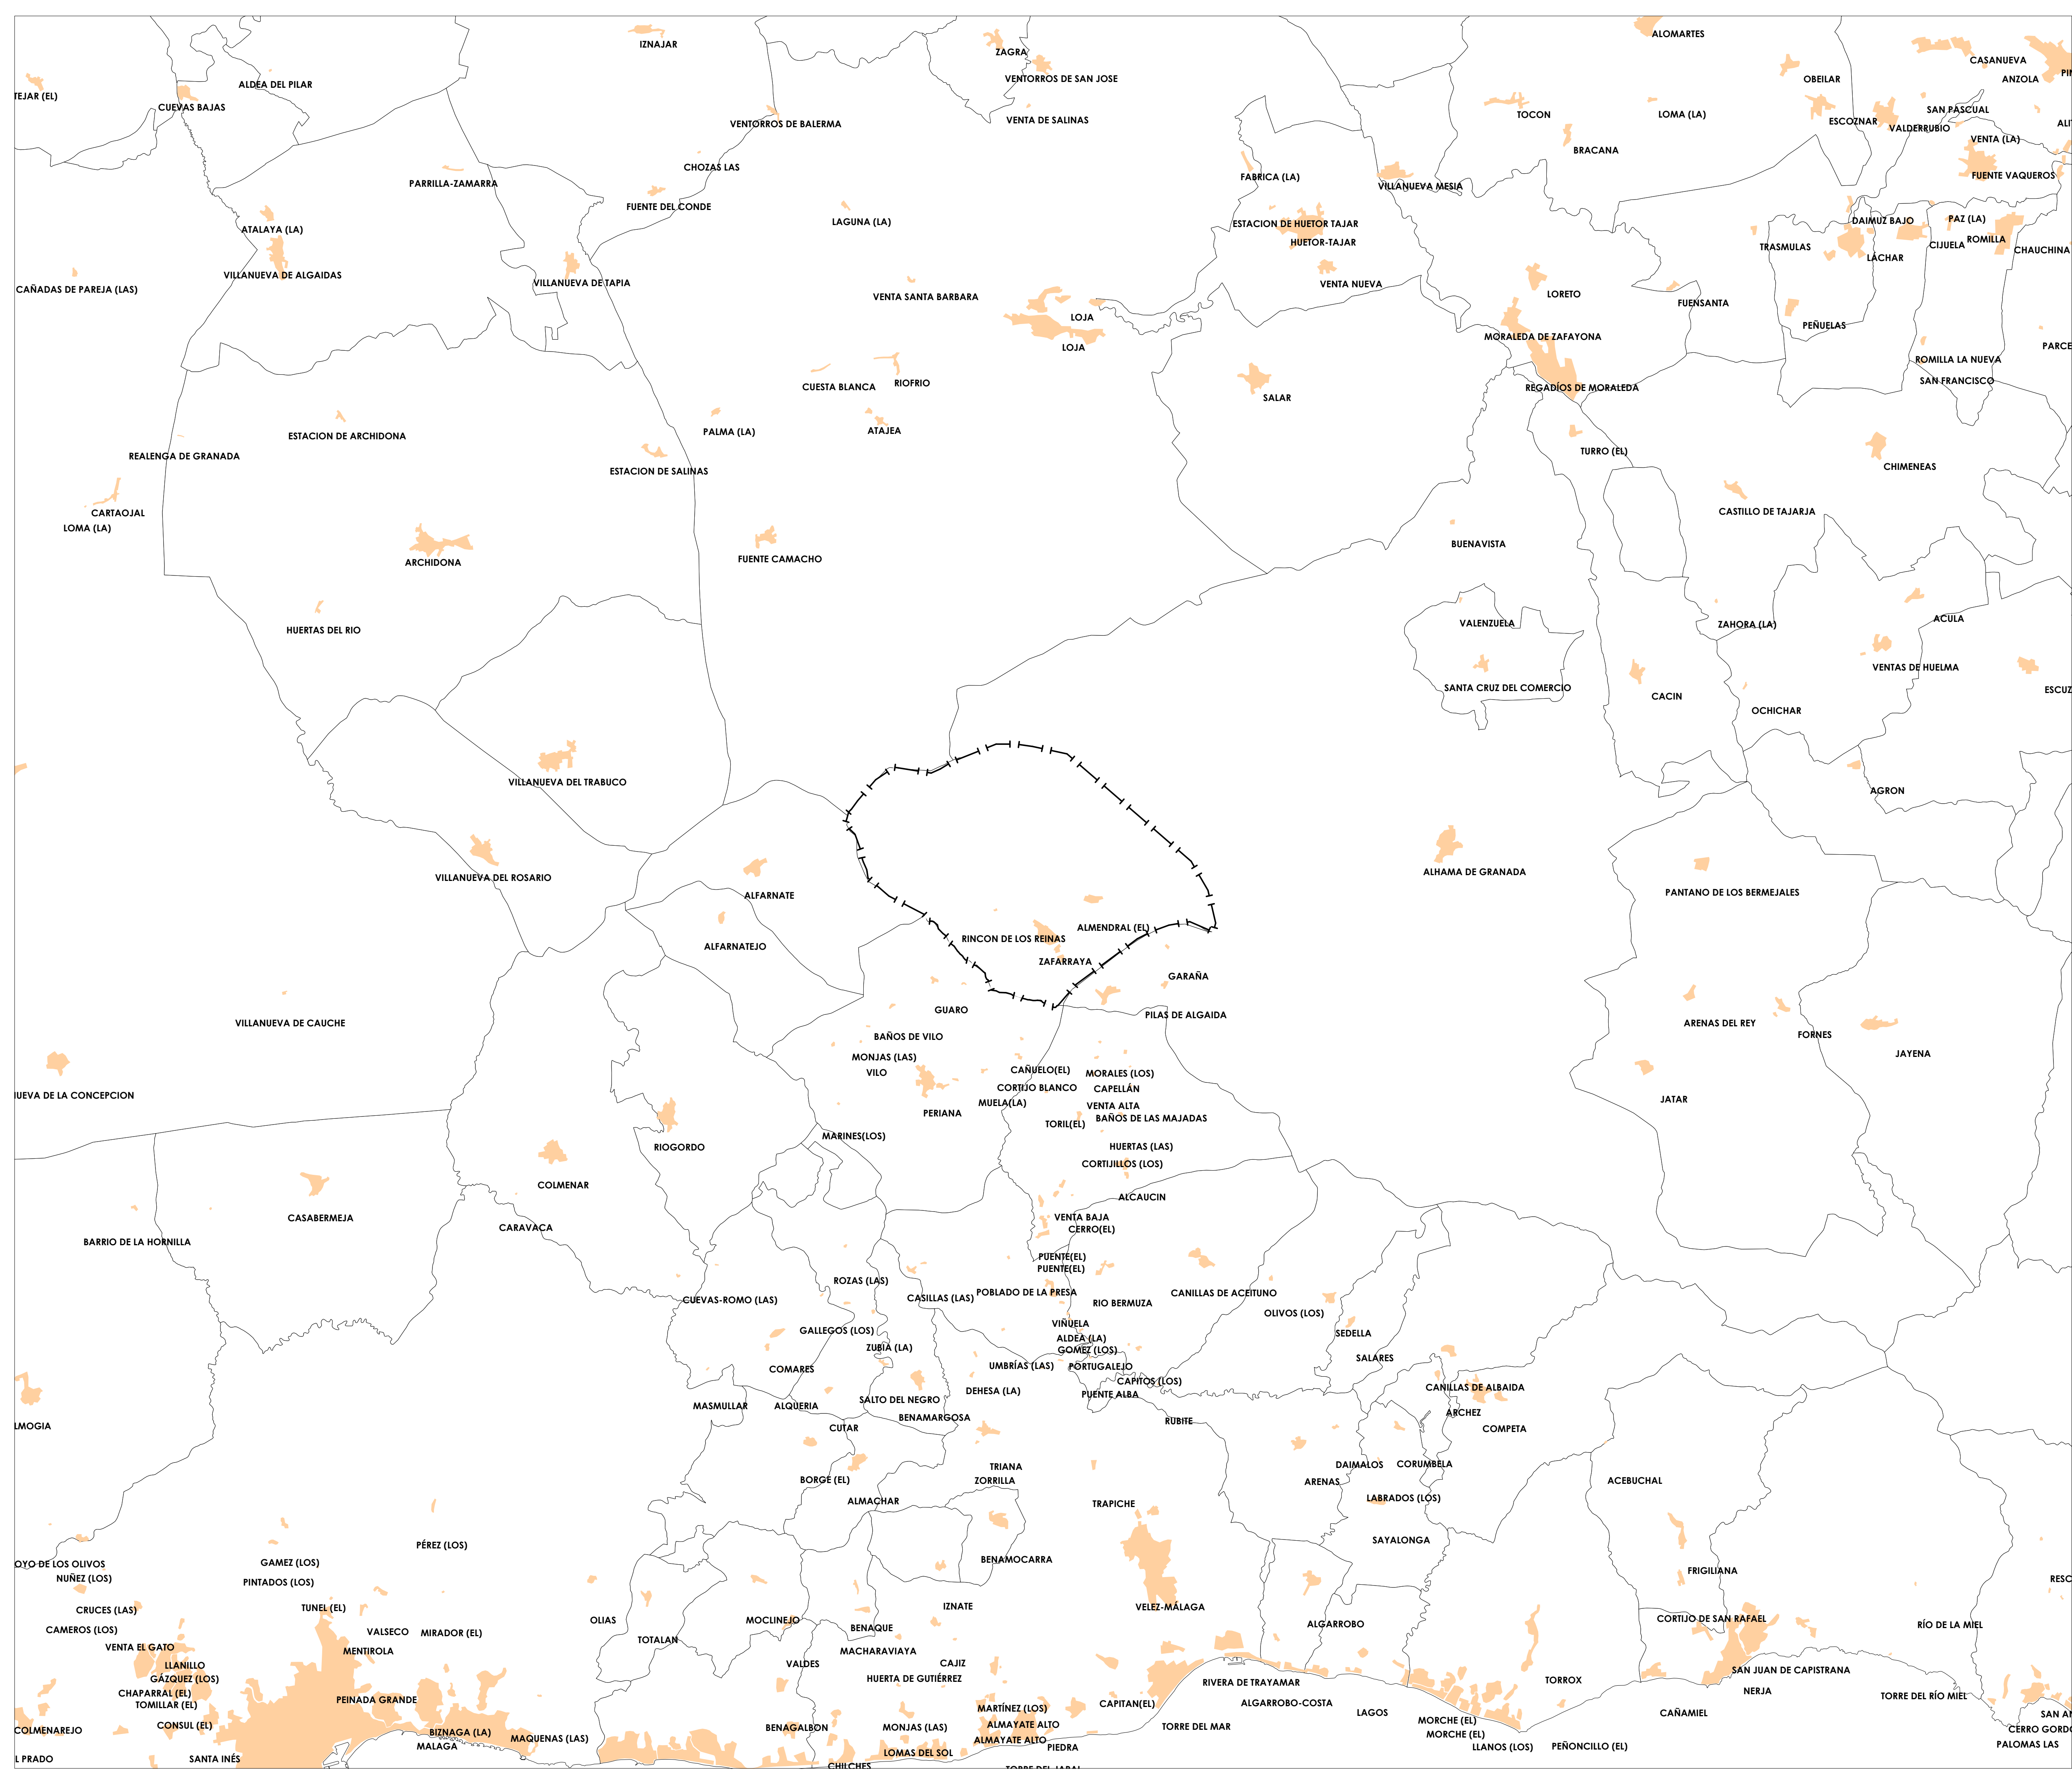 IZNAJAR
ZAGRA
ALOMARTES
CASANUEVA
TEJAR (EL)
ALDEA DEL PILAR
CUEVAS BAJAS
VENTORROS DE SAN JOSE
OBEILAR
ANZOLA
PI
VENTORROS DE BALERMA
VENTA DE SALINAS
TOCON
LOMA (LA)
ESCOZNAR
SAN PASCUAL
VALDERRUBIO
ALI
VENTA (LA)
BRACANA
CHOZAS LAS
PARRILLA-ZAMARRA
FABRICA (LA)
VILLANUEVA MESIA
FUENTE VAQUEROS
FUENTE DEL CONDE
LAGUNA (LA)
ATALAYA (LA)
ESTACION DE HUETOR TAJAR
HUETOR-TAJAR
DAIMUZ BAJO
PAZ (LA)
ROMILLA
CIJUELA
CHAUCHINA
TRASMULAS
LÁCHAR
VILLANUEVA DE ALGAIDAS
VILLANUEVA DE TAPIA
CAÑADAS DE PAREJA (LAS)
VENTA SANTA BARBARA
VENTA NUEVA
LORETO
FUENSANTA
LOJA
LOJA
PEÑUELAS
MORALEDA DE ZAFAYONA
PARCE
ROMILLA LA NUEVA
SAN FRANCISCO
CUESTA BLANCA
RIOFRIO
REGADÍOS DE MORALEDA
SALAR
ESTACION DE ARCHIDONA
PALMA (LA)
ATAJEA
REALENGA DE GRANADA
TURRO (EL)
ESTACION DE SALINAS
CHIMENEAS
CARTAOJAL
LOMA (LA)
CASTILLO DE TAJARJA
ARCHIDONA
FUENTE CAMACHO
BUENAVISTA
HUERTAS DEL RIO
VALENZUELA
ZAHORA (LA)
ACULA
VENTAS DE HUELMA
SANTA CRUZ DEL COMERCIO
CACIN
ESCUZ
OCHICHAR
VILLANUEVA DEL TRABUCO
AGRON
VILLANUEVA DEL ROSARIO
ALHAMA DE GRANADA
ALFARNATE
PANTANO DE LOS BERMEJALES
ALMENDRAL (EL)
RINCON DE LOS REINAS
ALFARNATEJO
ZAFARRAYA
GARAÑA
GUARO
PILAS DE ALGAIDA
VILLANUEVA DE CAUCHE
ARENAS DEL REY
FORNES
BAÑOS DE VILO
JAYENA
MONJAS (LAS)
VILO
CAÑUELO(EL)
MORALES (LOS)
CORTIJO BLANCO
CAPELLÁN
UEVA DE LA CONCEPCION
MUELA(LA)
VENTA ALTA
JATAR
PERIANA
TORIL(EL)
BAÑOS DE LAS MAJADAS
MARINES(LOS)
RIOGORDO
HUERTAS (LAS)
CORTIJILLOS (LOS)
COLMENAR
ALCAUCIN
CASABERMEJA
CARAVACA
VENTA BAJA
CERRO(EL)
BARRIO DE LA HORNILLA
PUENTE(EL)
PUENTE(EL)
ROZAS (LAS)
CUEVAS-ROMO (LAS)
CASILLAS (LAS)
POBLADO DE LA PRESA
RIO BERMUZA
CANILLAS DE ACEITUNO
OLIVOS (LOS)
GALLEGOS (LOS)
VIÑUELA
SEDELLA
ALDEA (LA)
ZUBIA (LA)
GOMEZ (LOS)
SALARES
COMARES
UMBRÍAS (LAS)
PORTUGALEJO
CAPITOS (LOS)
CANILLAS DE ALBAIDA
DEHESA (LA)
PUENTE ALBA
SALTO DEL NEGRO
MASMULLAR
ALQUERIA
ARCHEZ
BENAMARGOSA
RUBITE
LMOGIA
CUTAR
COMPETA
TRIANA
DAIMALOS
CORUMBELA
BORGE (EL)
ZORRILLA
ARENAS
ACEBUCHAL
ALMACHAR
TRAPICHE
LABRADOS (LOS)
SAYALONGA
PÉREZ (LOS)
OYO DE LOS OLIVOS
GAMEZ (LOS)
BENAMOCARRA
FRIGILIANA
NUÑEZ (LOS)
PINTADOS (LOS)
RESC
CRUCES (LAS)
TUNEL (EL)
IZNATE
VELEZ-MÁLAGA
OLIAS
MOCLINEJO
CORTIJO DE SAN RAFAEL
CAMEROS (LOS)
VALSECO
MIRADOR (EL)
BENAQUE
ALGARROBO
RÍO DE LA MIEL
TOTALAN
VENTA EL GATO
MENTIROLA
MACHARAVIAYA
LLANILLO
VALDES
CAJIZ
SAN JUAN DE CAPISTRANA
GÁZQUEZ (LOS)
HUERTA DE GUTIÉRREZ
RIVERA DE TRAYAMAR
TORROX
CHAPARRAL (EL)
NERJA
TORRE DEL RÍO MIEL
TOMILLAR (EL)
PEINADA GRANDE
CAPITAN(EL)
ALGARROBO-COSTA
MARTÍNEZ (LOS)
LAGOS
CAÑAMIEL
SAN A
CONSUL (EL)
BENAGALBON
MONJAS (LAS)
ALMAYATE ALTO
TORRE DEL MAR
MORCHE (EL)
COLMENAREJO
BIZNAGA (LA)
CERRO GORDO
MORCHE (EL)
MAQUENAS (LAS)
ALMAYATE ALTO
MALAGA
PIEDRA
LLANOS (LOS)
PEÑONCILLO (EL)
PALOMAS LAS
L PRADO
SANTA INÉS
LOMAS DEL SOL
CHILCHES
TORRE DEL JARAL